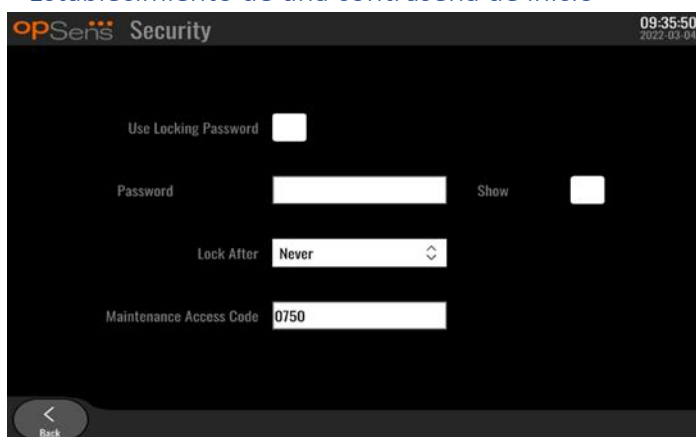 Establecimiento de una contraseña de inicio
opSens Security
09:35:50
2022-03-04
Use Locking Password
Password
Show
Lock After Never
Maintenance Access Code 0750
Back